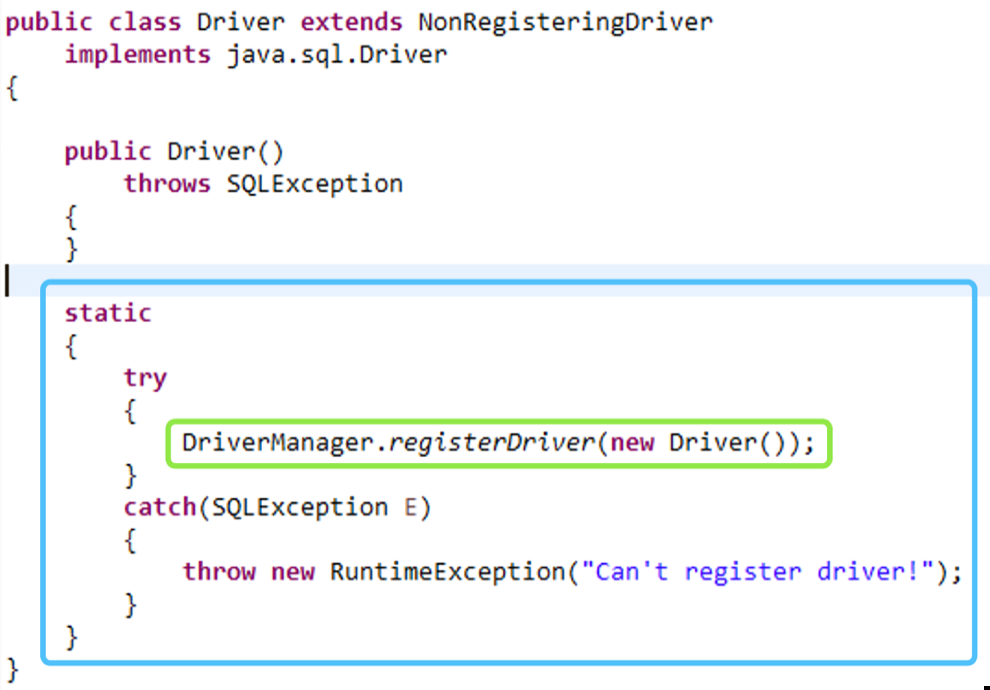 public class Driver extends NonRegisteringDriver
    implements java.sql.Driver
{
    public Driver()
        throws SQLException
    {
    }
    static
    {
        try
        {
            DriverManager.registerDriver(new Driver());
        }
        catch(SQLException E)
        {
            throw new RuntimeException("Can't register driver!");
        }
    }
}